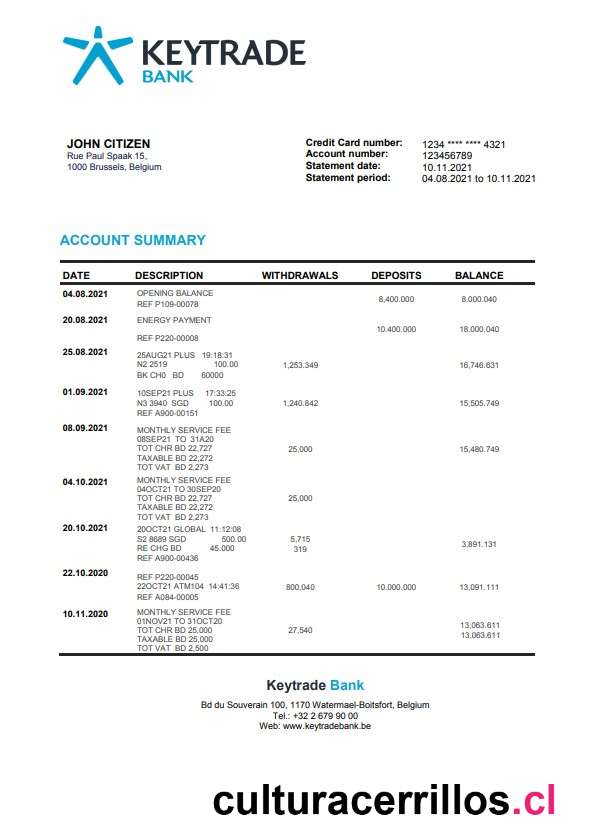 KEYTRADE
BANK
JOHN CITIZEN
Rue Paul Spaak 15,
1000 Brussels, Belgium
Credit Card number: 1234 **** **** 4321
Account number: 123456789
Statement date: 10.11.2021
Statement period: 04.08.2021 to 10.11.2021
ACCOUNT SUMMARY
DATE DESCRIPTION WITHDRAWALS DEPOSITS BALANCE
04.08.2021 OPENING BALANCE
8,400.000 8.000.040
REF P109-00078
20.08.2021 ENERGY PAYMENT
10.400.000 18.000.040
REF P220-00008
25.08.2021 25AUG21 PLUS 19:18:31
N2 2519 100.00 1,253.349 16,746.631
BK CH0 BD 60000
01.09.2021 10SEP21 PLUS 17:33:25
N3 3940 SGD 100.00 1,240.842 15,505.749
REF A900-00151
08.09.2021 MONTHLY SERVICE FEE
08SEP21 TO 31A20
TOT CHR BD 22,727 25,000 15,480.749
TAXABLE BD 22,272
TOT VAT BD 2,273
04.10.2021 MONTHLY SERVICE FEE
04OCT21 TO 30SEP20
TOT CHR BD 22,727 25,000
TAXABLE BD 22,272
TOT VAT BD 2,273
20.10.2021 20OCT21 GLOBAL 11:12:08
S2 8689 SGD 500.00 5,715
3,891.131
RE CHG BD 45.000 319
REF A900-00436
22.10.2020 REF P220-00045
22OCT21 ATM104 14:41:36 800,040 10.000.000 13,091.111
REF A084-00005
10.11.2020 MONTHLY SERVICE FEE
01NOV21 TO 31OCT20 13,063.611
TOT CHR BD 25,000 27,540
13,063.611
TAXABLE BD 25,000
TOT VAT BD 2,500
Keytrade Bank
Bd du Souverain 100, 1170 Watermael-Boitsfort, Belgium
Tel.: +32 2 679 90 00
Web: www.keytradebank.be
culturacerrillos.cl